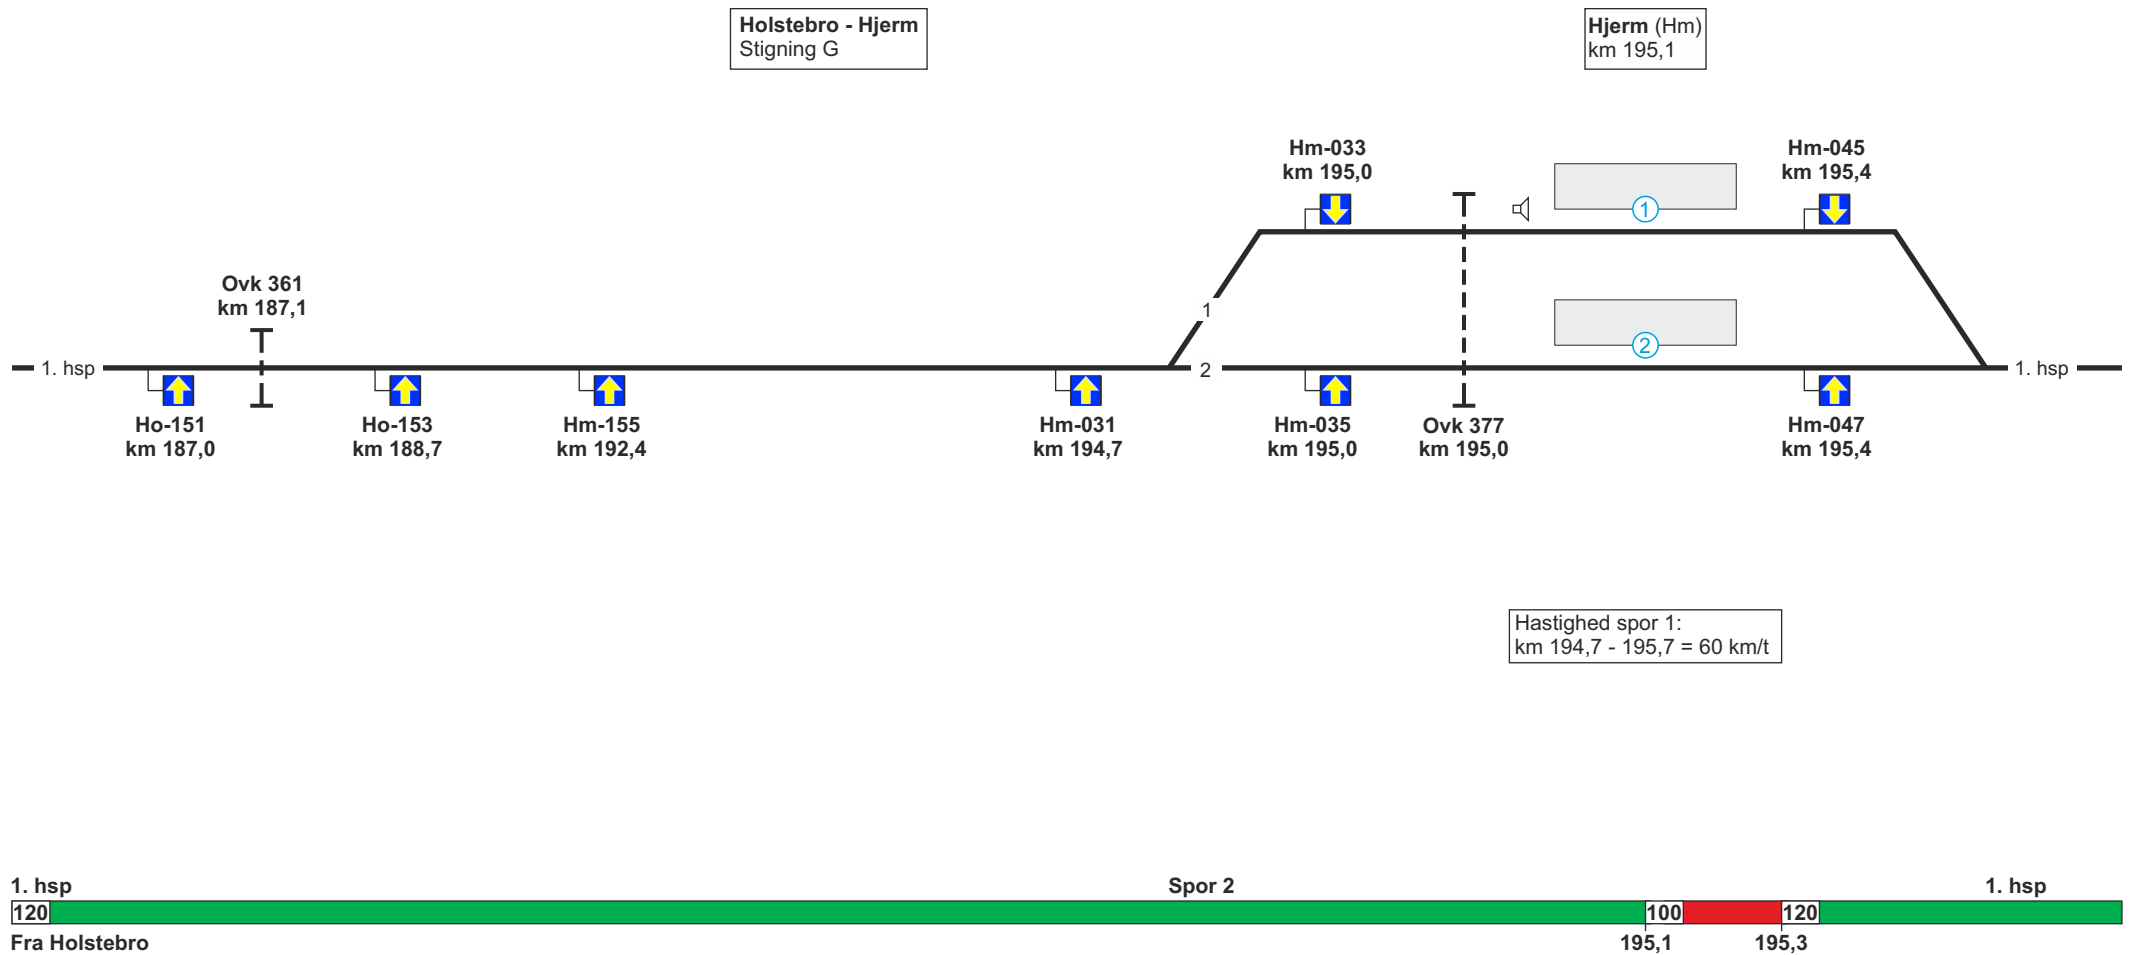 Holstebro - Hjerm
Stigning G
Hjerm (Hm)
km 195,1
Hm-033
km 195,0
Hm-045
km 195,4
1
Ovk 361
km 187,1
1
2
1. hsp
2
1. hsp
Ho-151
km 187,0
Ho-153
km 188,7
Hm-155
km 192,4
Hm-031
km 194,7
Hm-035
km 195,0
Ovk 377
km 195,0
Hm-047
km 195,4
Hastighed spor 1:
km 194,7 - 195,7 = 60 km/t
1. hsp
Spor 2
1. hsp
120
100
120
Fra Holstebro
195,1
195,3